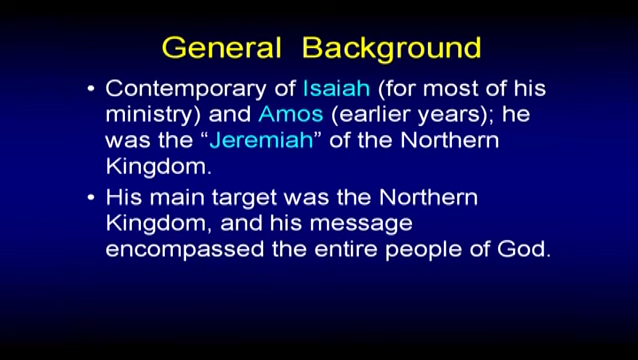 General Background
• Contemporary of Isaiah (for most of his
ministry) and Amos (earlier years); he
was the “Jeremiah” of the Northern
Kingdom.
• His main target was the Northern
Kingdom, and his message
encompassed the entire people of God.